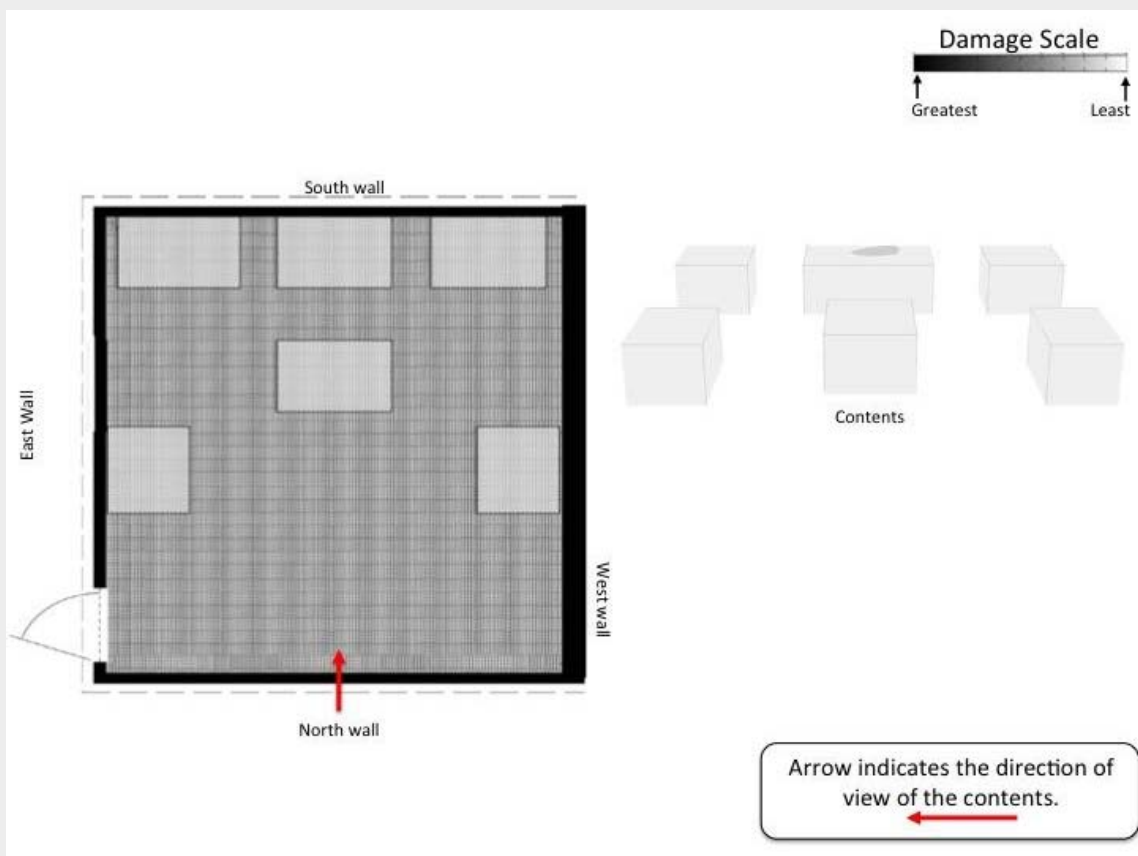 Damage Scale
Greatest
Least
South wall
East Wall
Contents
West wall
North wall
Arrow indicates the direction of
view of the contents.